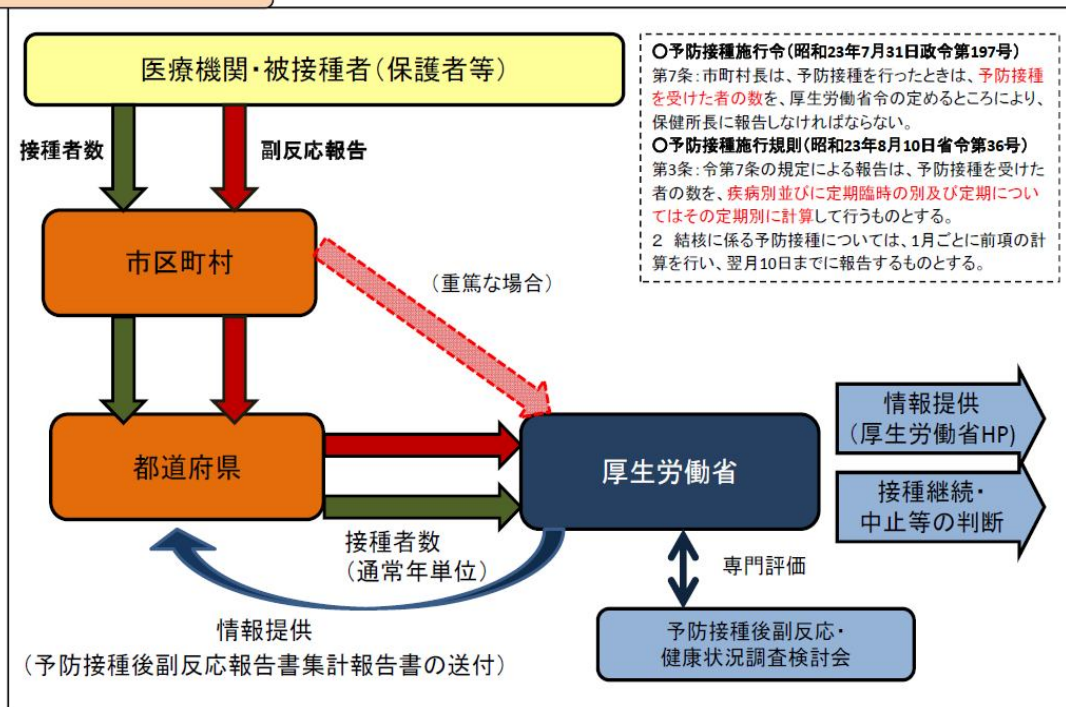 医療機関・被接種者(保護者等)
○予防接種施行令(昭和23年7月31日政令第197号)
第7条:市町村長は、予防接種を行ったときは、予防接種
を受けた者の数を、厚生労働省令の定めるところにより、
保健所長に報告しなければならない。
○予防接種施行規則(昭和23年8月10日省令第36号)
第3条:令第7条の規定による報告は、予防接種を受けた
者の数を、疾病別並びに定期臨時の別及び定期につい
てはその定期別に計算して行うものとする。
2 結核に係る予防接種については、1月ごとに前項の計
算を行い、翌月10日までに報告するものとする。
接種者数
副反応報告
市区町村
(重篤な場合)
都道府県
厚生労働省
情報提供
(厚生労働省HP)
接種継続・
中止等の判断
接種者数
(通常年単位)
専門評価
情報提供
(予防接種後副反応報告書集計報告書の送付)
予防接種後副反応・
健康状況調査検討会